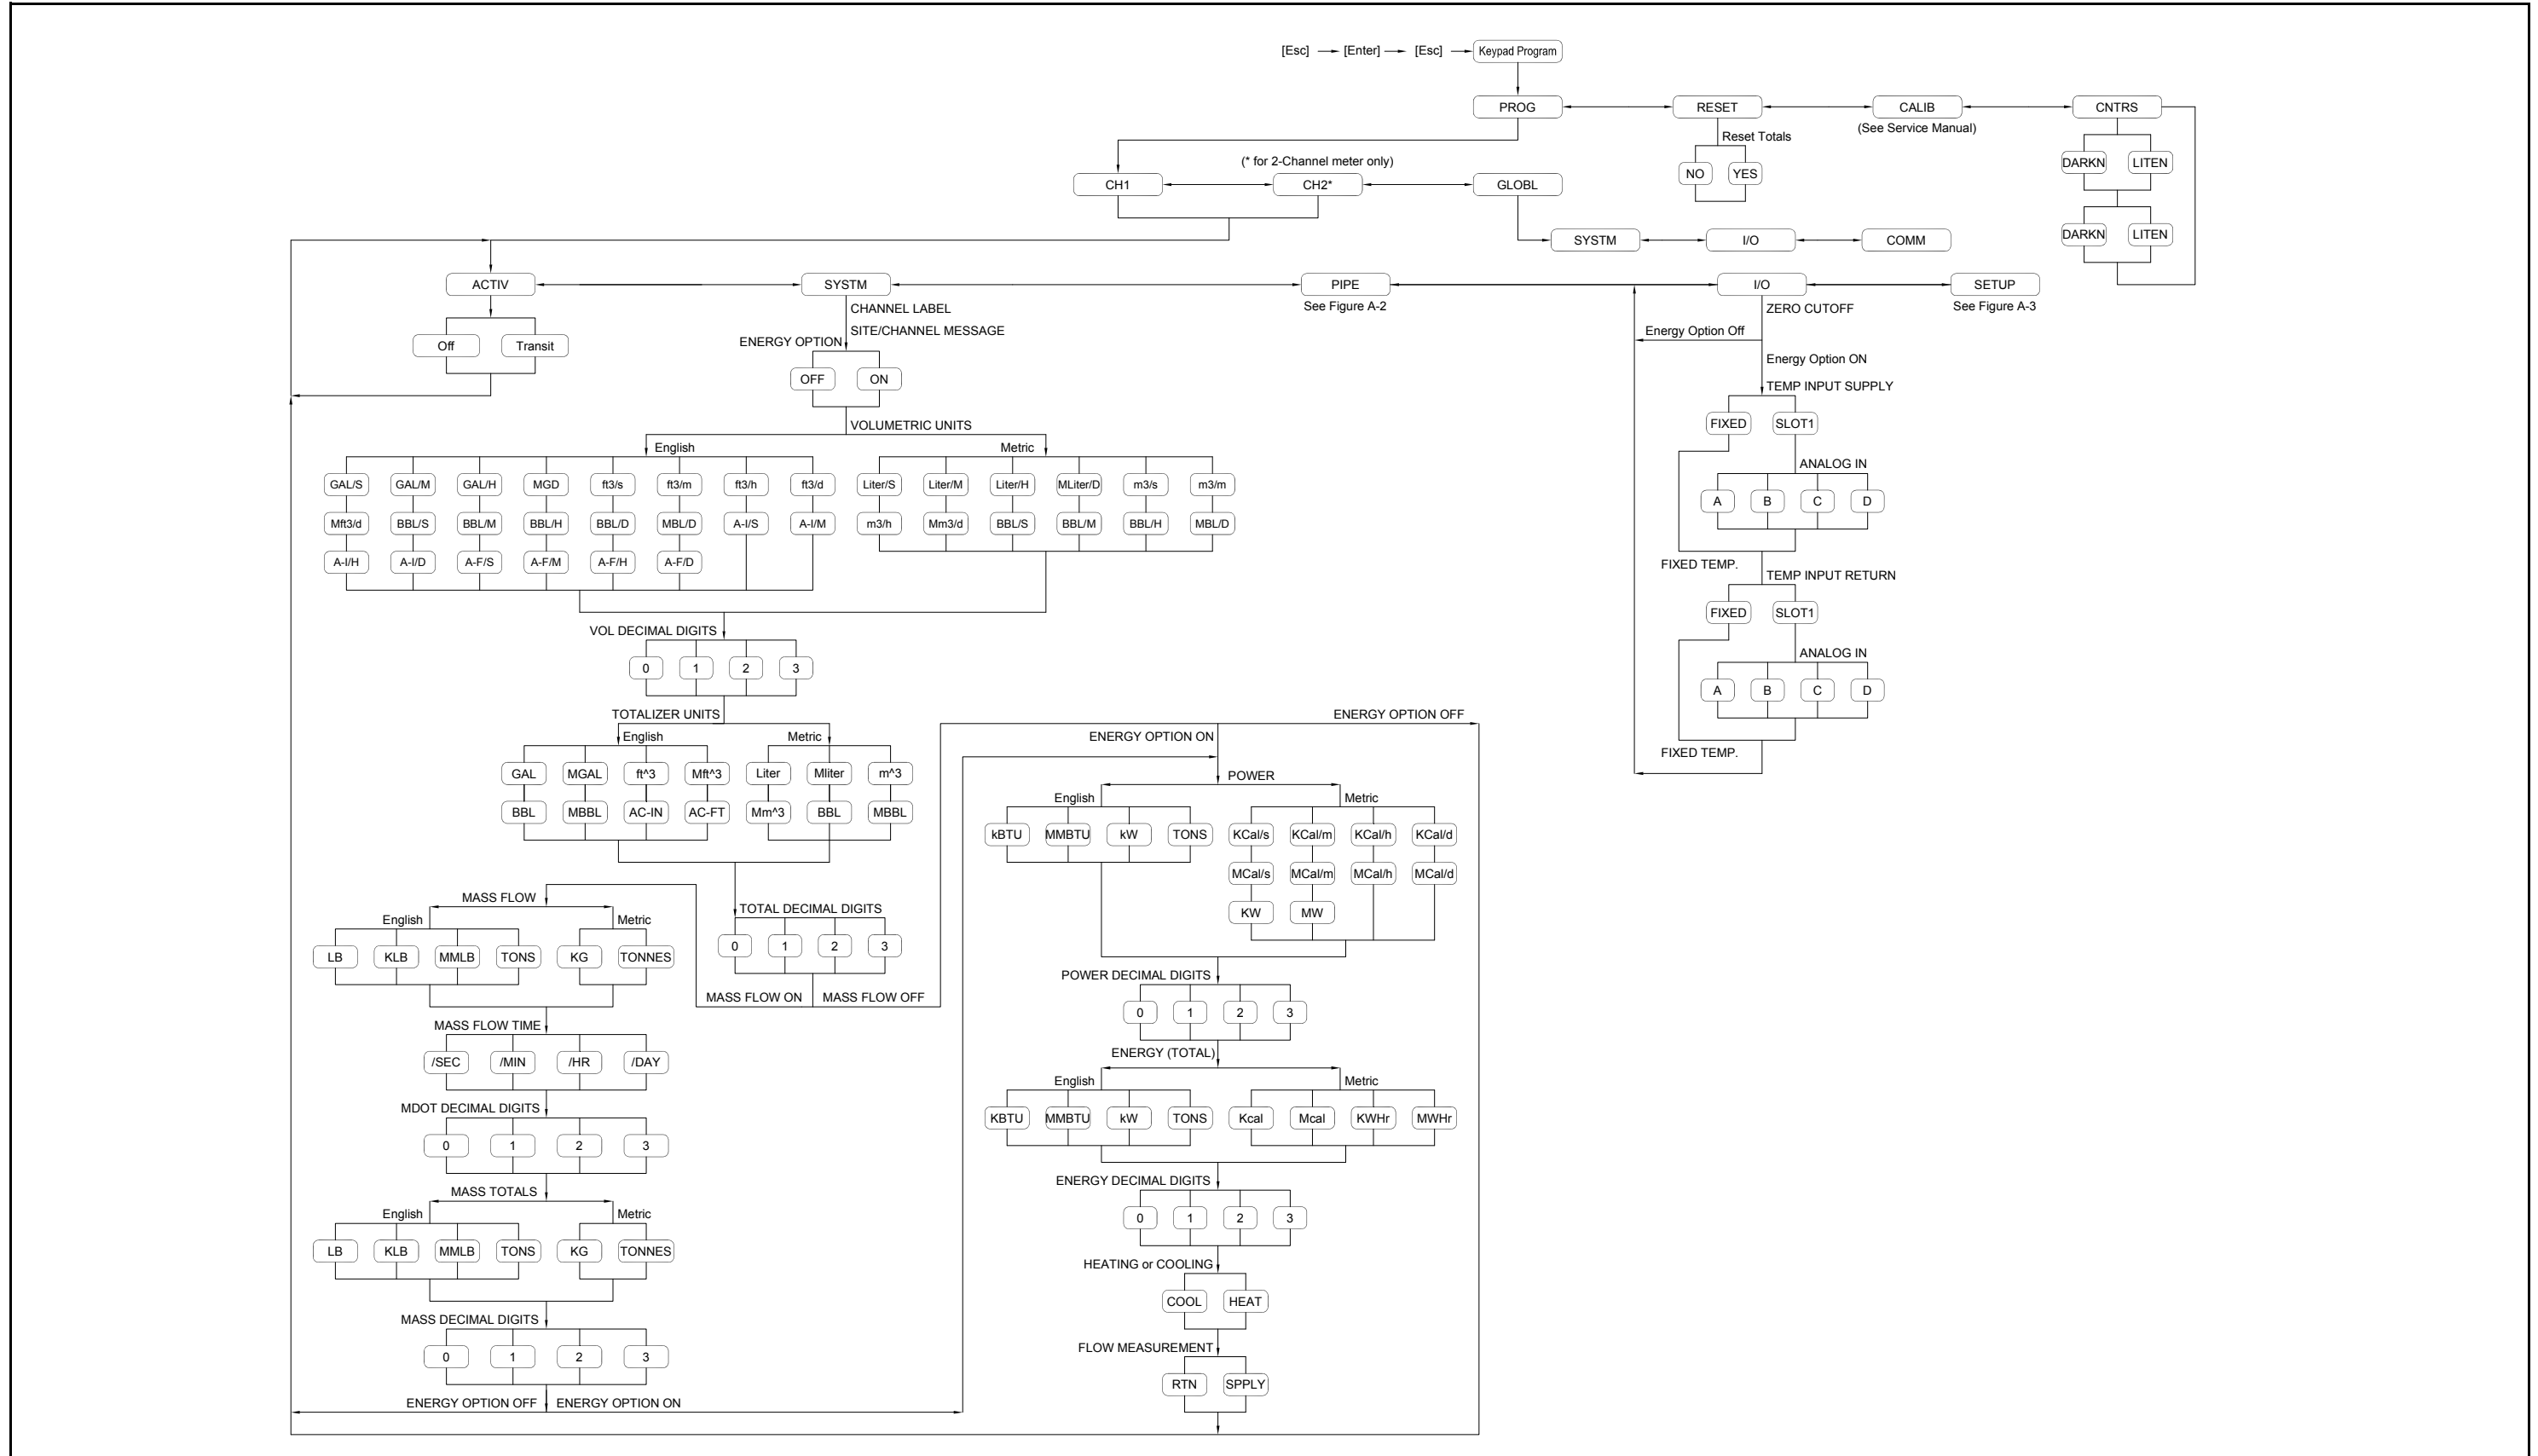 [Esc] [Enter] [Esc] Keypad Program
PROG RESET CALIB CNTRS
(See Service Manual)
Reset Totals
NO YES
DARKN LITEN
DARKN LITEN
(* for 2-Channel meter only)
CH1 CH2* GLOBL
SYSTM I/O COMM
ACTIV SYSTM PIPE I/O SETUP
See Figure A-2
See Figure A-3
Off Transit
CHANNEL LABEL
SITE/CHANNEL MESSAGE
ENERGY OPTION
OFF ON
VOLUMETRIC UNITS
English Metric
GAL/S GAL/M GAL/H MGD ft3/s ft3/m ft3/h ft3/d
Mft3/d BBL/S BBL/M BBL/H BBL/D MBL/D A-I/S A-I/M
A-I/H A-I/D A-F/S A-F/M A-F/H A-F/D
Liter/S Liter/M Liter/H MLiter/D m3/s m3/m
m3/h Mm3/d BBL/S BBL/M BBL/H MBL/D
VOL DECIMAL DIGITS
0 1 2 3
TOTALIZER UNITS
English Metric
GAL MGAL ft^3 Mft^3 Liter Mliter m^3
BBL MBBL AC-IN AC-FT Mm^3 BBL MBBL
TOTAL DECIMAL DIGITS
0 1 2 3
MASS FLOW ON MASS FLOW OFF
MASS FLOW
English Metric
LB KLB MMLB TONS KG TONNES
MASS FLOW TIME
/SEC /MIN /HR /DAY
MDOT DECIMAL DIGITS
0 1 2 3
MASS TOTALS
English Metric
LB KLB MMLB TONS KG TONNES
MASS DECIMAL DIGITS
0 1 2 3
ENERGY OPTION OFF ENERGY OPTION ON
ENERGY OPTION OFF
ENERGY OPTION ON
POWER
English Metric
kBTU MMBTU kW TONS KCal/s KCal/m KCal/h KCal/d
MCal/s MCal/m MCal/h MCal/d
KW MW
POWER DECIMAL DIGITS
0 1 2 3
ENERGY (TOTAL)
English Metric
KBTU MMBTU kW TONS Kcal Mcal KWHr MWHr
ENERGY DECIMAL DIGITS
0 1 2 3
HEATING or COOLING
COOL HEAT
FLOW MEASUREMENT
RTN SPPLY
ZERO CUTOFF
Energy Option Off
Energy Option ON
TEMP INPUT SUPPLY
FIXED SLOT1
ANALOG IN
A B C D
FIXED TEMP.
TEMP INPUT RETURN
FIXED SLOT1
ANALOG IN
A B C D
FIXED TEMP.